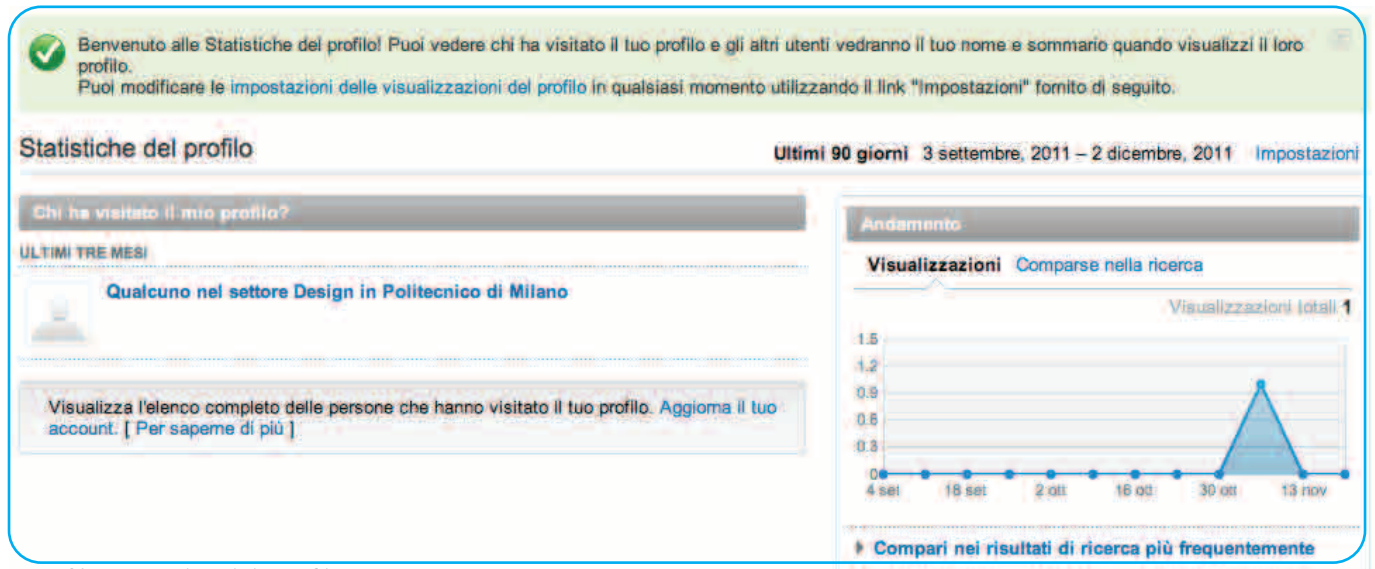 Benvenuto alle Statistiche del profilo! Puoi vedere chi ha visitato il tuo profilo e gli altri utenti vedranno il tuo nome e sommario quando visualizzi il loro
profilo.
Puoi modificare le impostazioni delle visualizzazioni del profilo in qualsiasi momento utilizzando il link "Impostazioni" fornito di seguito.
Statistiche del profilo
Ultimi 90 giorni 3 settembre, 2011 – 2 dicembre, 2011 Impostazioni
Chi ha visitato il mio profilo?
ULTIMI TRE MESI
Qualcuno nel settore Design in Politecnico di Milano
Visualizza l'elenco completo delle persone che hanno visitato il tuo profilo. Aggiorna il tuo
account. [ Per saperne di più ]
Andamento
Visualizzazioni Comparse nella ricerca
Visualizzazioni totali 1
1.5
1.2
0.9
0.6
0.3
0
4 set 18 set 2 ott 16 ott 30 ott 13 nov
Compari nei risultati di ricerca più frequentemente